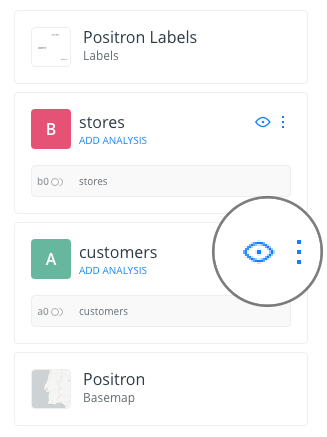 Positron Labels
Labels
B
stores
ADD ANALYSIS
b0
stores
A
customers
ADD ANALYSIS
a0
customers
Positron
Basemap